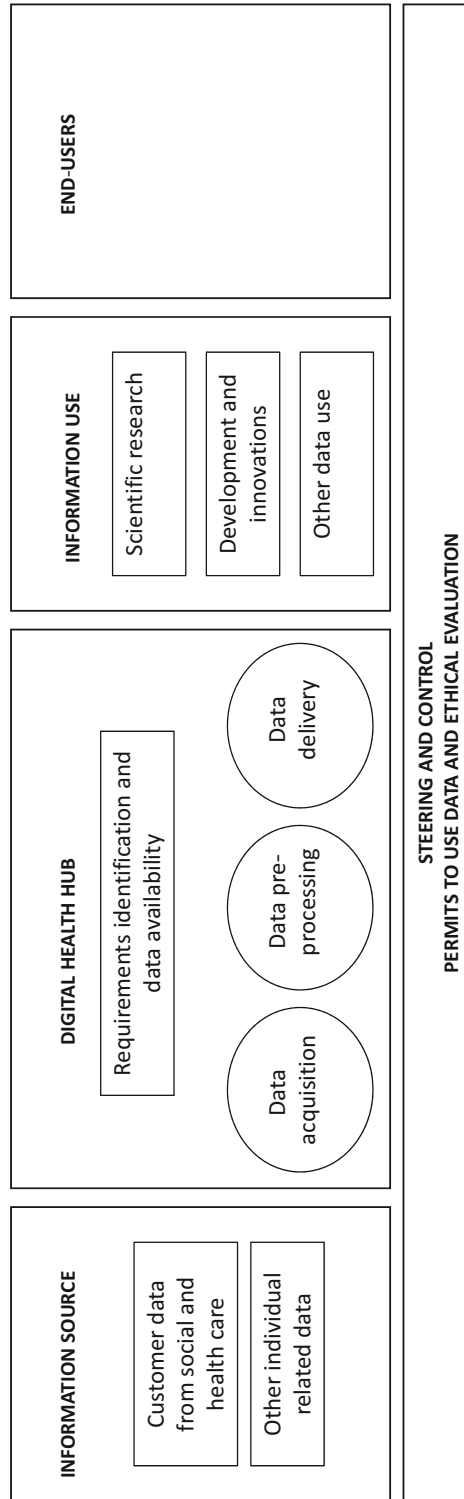 INFORMATION SOURCE
Customer data
from social and
health care
Other individual
related data
DIGITAL HEALTH HUB
Requirements identification and
data availability
Data
acquisition
Data pre-
processing
Data
delivery
INFORMATION USE
Scientific research
Development and
innovations
Other data use
END-USERS
STEERING AND CONTROL
PERMITS TO USE DATA AND ETHICAL EVALUATION